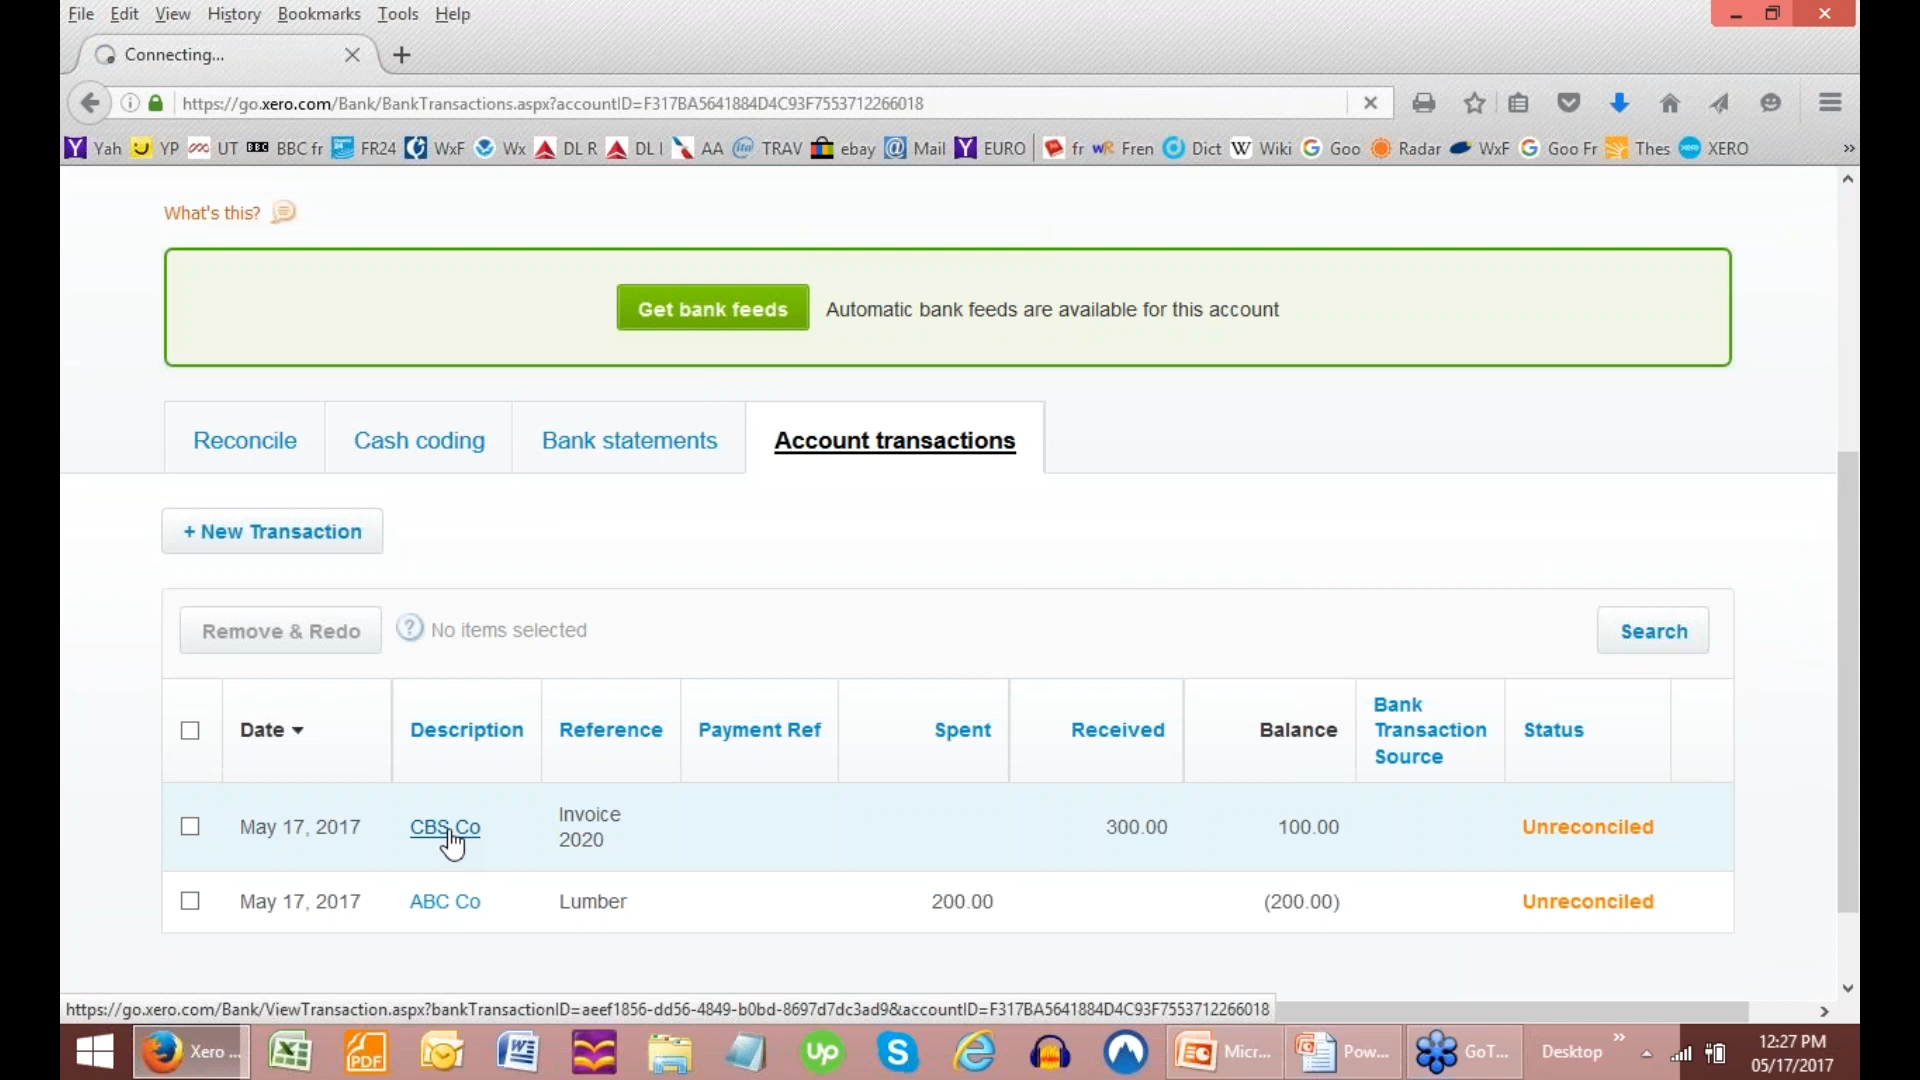 File Edit View History Bookmarks Tools Help
Connecting...
https://go.xero.com/Bank/BankTransactions.aspx?accountID=F317BA5641884D4C93F7553712266018
Yah YP UT BBC BBC fr FR24 WxF Wx DL R DL I AA TRAV ebay Mail EURO fr Fren Dict Wiki Goo Radar WxF Goo Fr Thes XERO »
What's this?
Get bank feeds Automatic bank feeds are available for this account
Reconcile Cash coding Bank statements Account transactions
+ New Transaction
Remove & Redo ? No items selected Search
Date Description Reference Payment Ref Spent Received Balance Bank Transaction Source Status
May 17, 2017 CBS Co Invoice 2020 300.00 100.00 Unreconciled
May 17, 2017 ABC Co Lumber 200.00 (200.00) Unreconciled
https://go.xero.com/Bank/ViewTransaction.aspx?bankTransactionID=aeef1856-dd56-4849-b0bd-8697d7dc3ad9&accountID=F317BA5641884D4C93F7553712266018
Xero ... PDF Up Micr... Pow... GoT... Desktop » 12:27 PM
05/17/2017